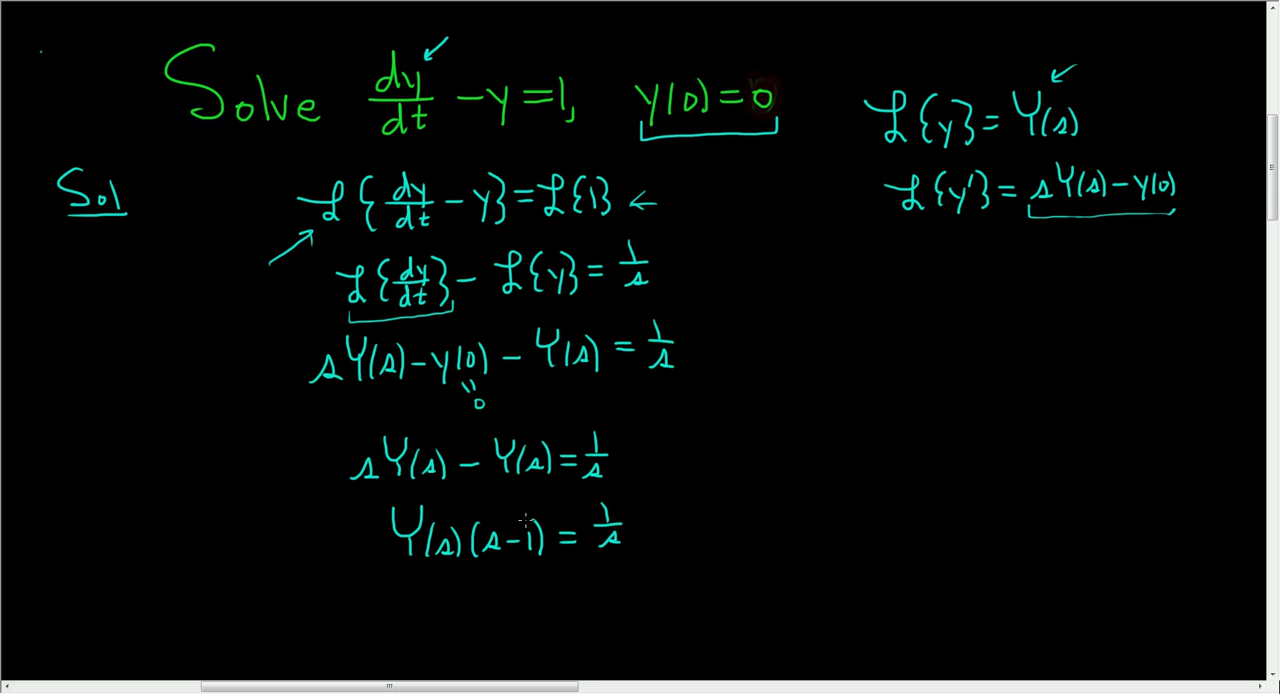 Solve dy/dt - y = 1, y(0) = 0
ℒ{y} = Y(s)
ℒ{y'} = sY(s) - y(0)
Sol
ℒ{dy/dt - y} = ℒ{1}
ℒ{dy/dt} - ℒ{y} = 1/s
sY(s) - y(0) - Y(s) = 1/s
" 0
sY(s) - Y(s) = 1/s
Y(s)(s-1) = 1/s